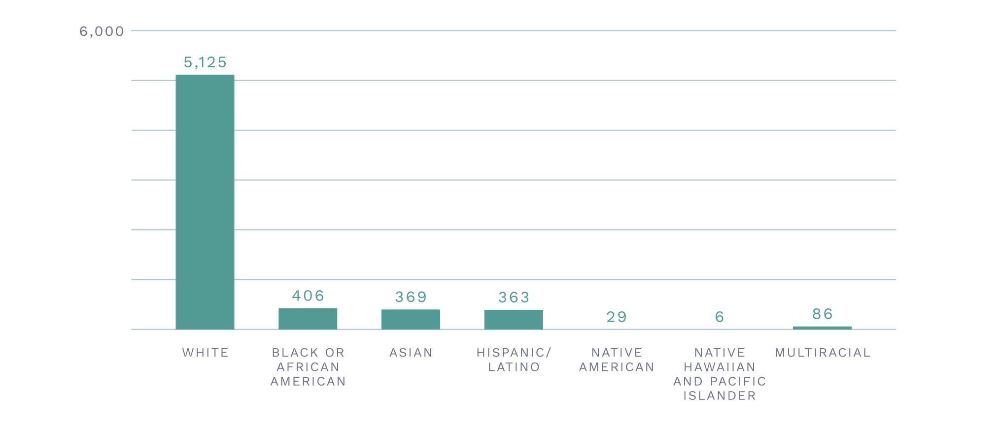 6,000
5,125
406
369
363
29
6
86
WHITE
BLACK OR
AFRICAN
AMERICAN
ASIAN
HISPANIC/
LATINO
NATIVE
AMERICAN
NATIVE
HAWAIIAN
AND PACIFIC
ISLANDER
MULTIRACIAL